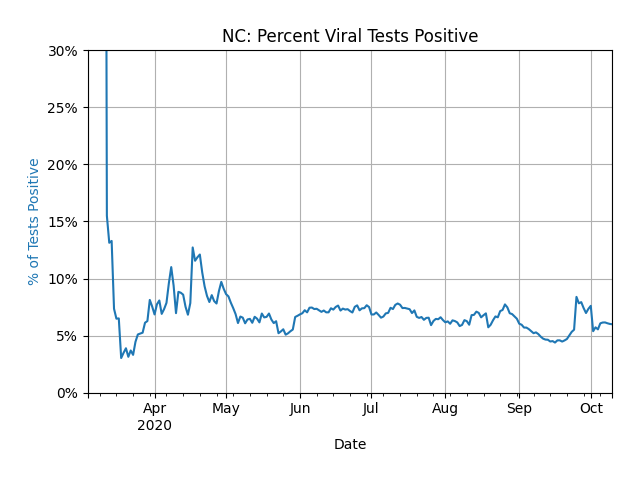 NC: Percent Viral Tests Positive
30%
25%
20%
15%
10%
5%
0%
% of Tests Positive
Apr May Jun Jul Aug Sep Oct
2020
Date